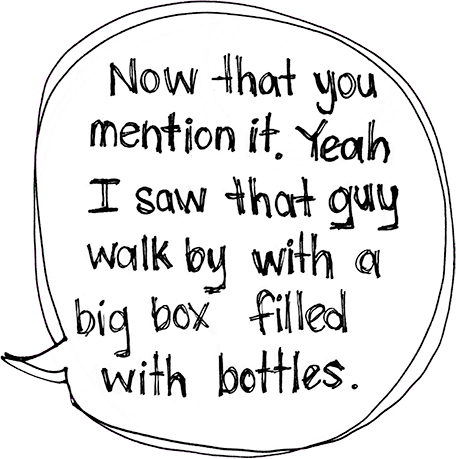 Now that you
mention it. Yeah
I saw that guy
walk by with a
big box filled
with bottles.